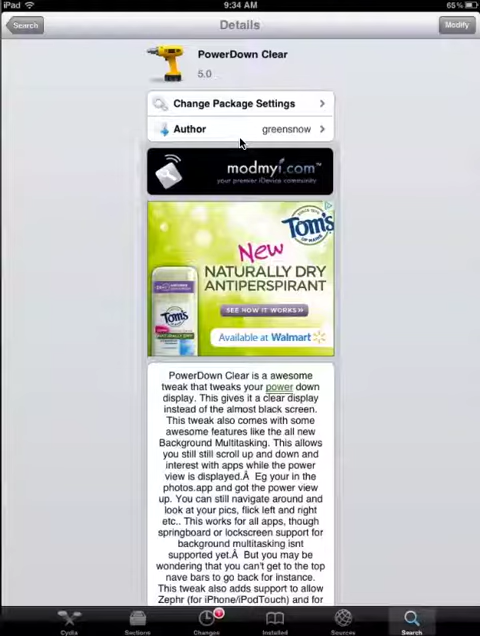 iPad 9:34 AM 65%
Search Details Modify
PowerDown Clear
5.0
Change Package Settings
Author greensnow
modmyi.com™
your premier iDevice community
Tom's
OF MAINE
New
NATURALLY DRY
ANTIPERSPIRANT
SEE HOW IT WORKS >>
Tom's
Available at Walmart
PowerDown Clear is a awesome
tweak that tweaks your power down
display. This gives it a clear display
instead of the almost black screen.
This tweak also comes with some
awesome features like the all new
Background Multitasking. This allows
you still still scroll up and down and
interest with apps while the power
view is displayed.Â  Eg your in the
photos.app and got the power view
up. You can still navigate around and
look at your pics, flick left and right
etc.. This works for all apps, though
springboard or lockscreen support for
background multitasking isnt
supported yet.Â  But you may be
wondering that you can't get to the top
nave bars to go back for instance.
This tweak also adds support to allow
Zephr (for iPhone/iPodTouch) and for
Cydia Sections Changes Installed Sources Search